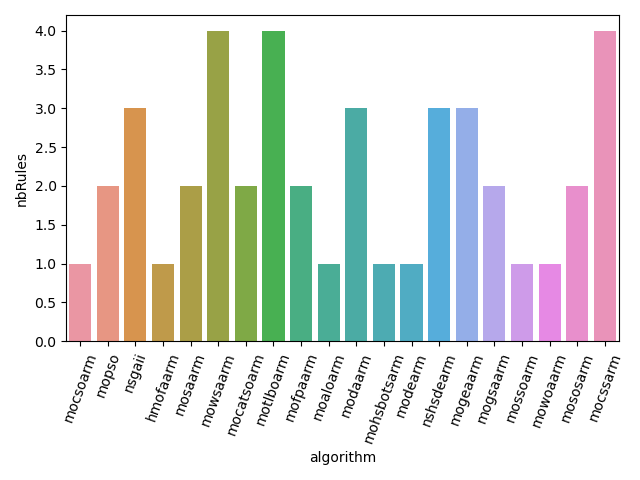 4.0
3.5
3.0
2.5
2.0
1.5
1.0
0.5
0.0
nbRules
mocsoarm
mopso
nsgaii
hmofaarm
mosaarm
mowsaarm
mocatsoarm
motlboarm
mofpaarm
moaloarm
modaarm
mohsbotsarm
modearm
nshsdearm
mogeaarm
mogsaarm
mossoarm
mowoaarm
mososarm
mocssarm
algorithm